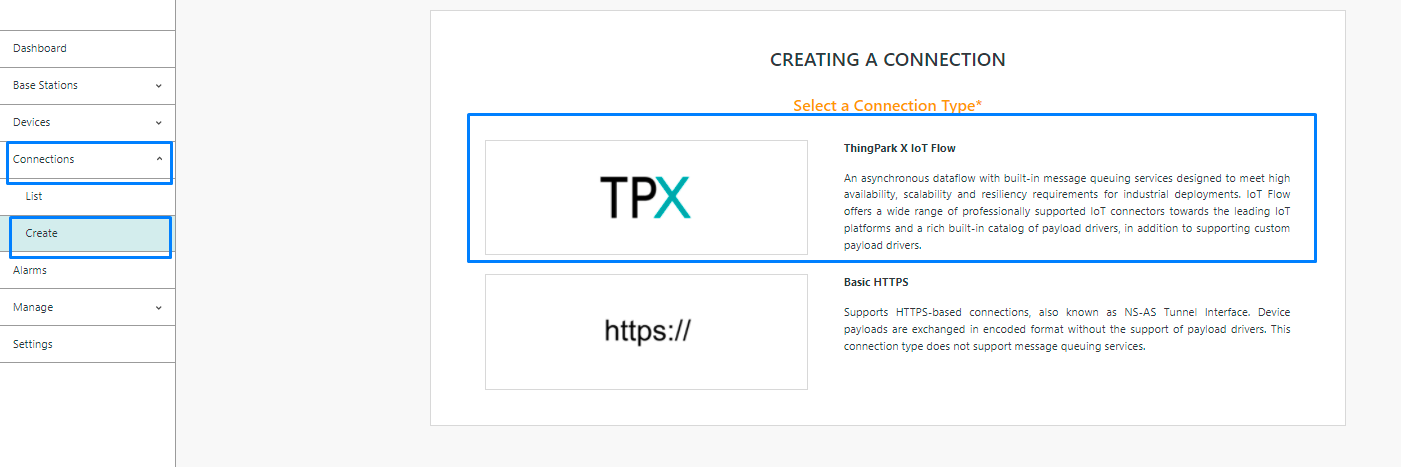 Dashboard
Base Stations
Devices
Connections
List
Create
Alarms
Manage
Settings
CREATING A CONNECTION
Select a Connection Type*
TPX
ThingPark X IoT Flow
An asynchronous dataflow with built-in message queuing services designed to meet high
availability, scalability and resiliency requirements for industrial deployments. IoT Flow
offers a wide range of professionally supported IoT connectors towards the leading IoT
platforms and a rich built-in catalog of payload drivers, in addition to supporting custom
payload drivers.
https://
Basic HTTPS
Supports HTTPS-based connections, also known as NS-AS Tunnel Interface. Device
payloads are exchanged in encoded format without the support of payload drivers. This
connection type does not support message queuing services.